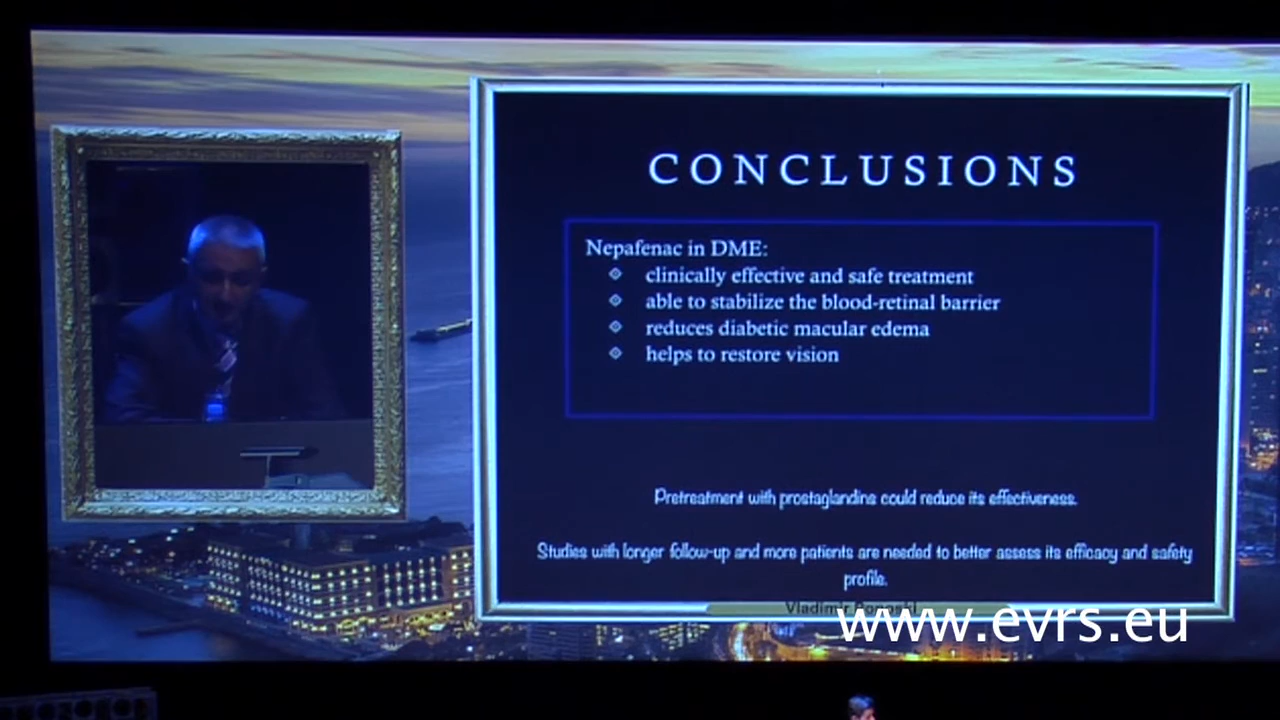 CONCLUSIONS
Nepafenac in DME:
clinically effective and safe treatment
able to stabilize the blood-retinal barrier
reduces diabetic macular edema
helps to restore vision
Pretreatment with prostaglandins could reduce its effectiveness.
Studies with longer follow-up and more patients are needed to better assess its efficacy and safety
profile.
Vladimir
www.evrs.eu